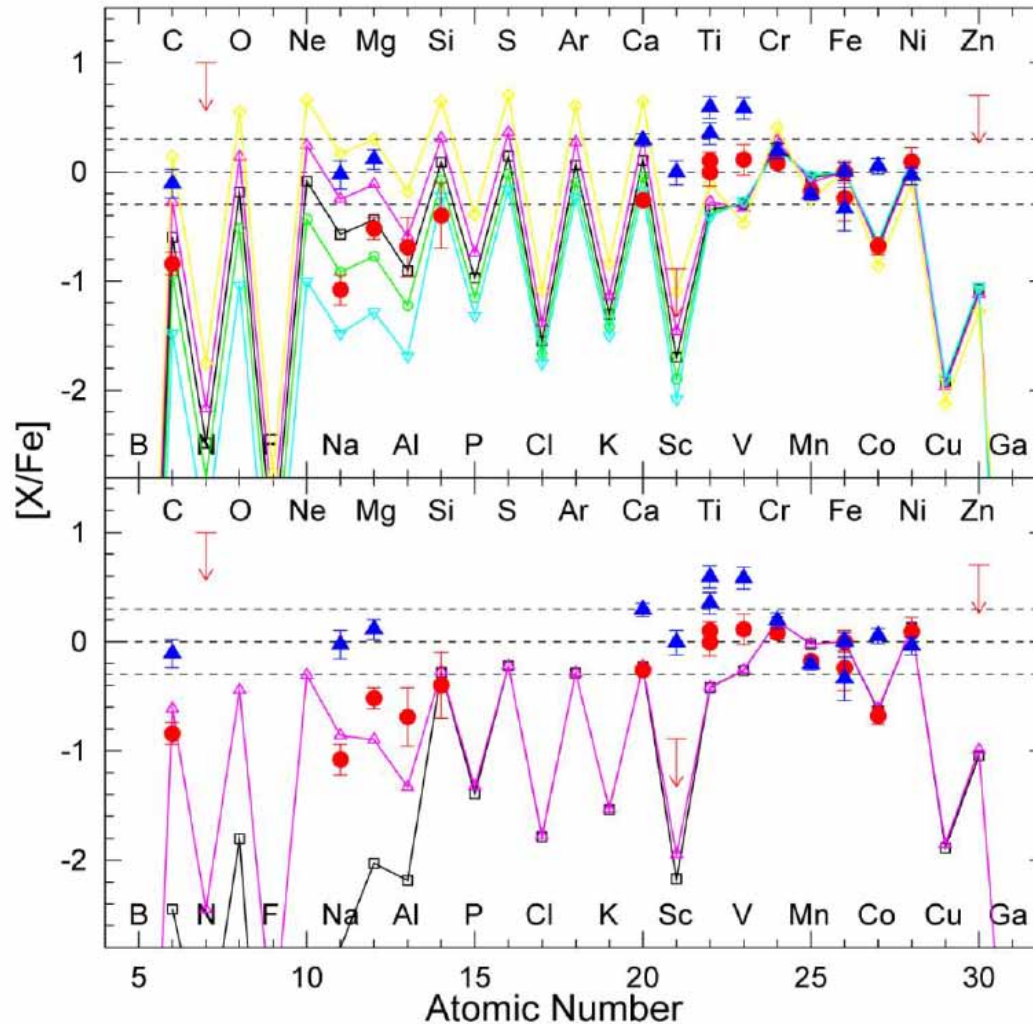 C O Ne Mg Si S Ar Ca Ti Cr Fe Ni Zn
1
0
-1
-2
B N F Na Al P Cl K Sc V Mn Co Cu Ga
[X/Fe]
C O Ne Mg Si S Ar Ca Ti Cr Fe Ni Zn
1
0
-1
-2
B N F Na Al P Cl K Sc V Mn Co Cu Ga
5 10 15 20 25 30
Atomic Number